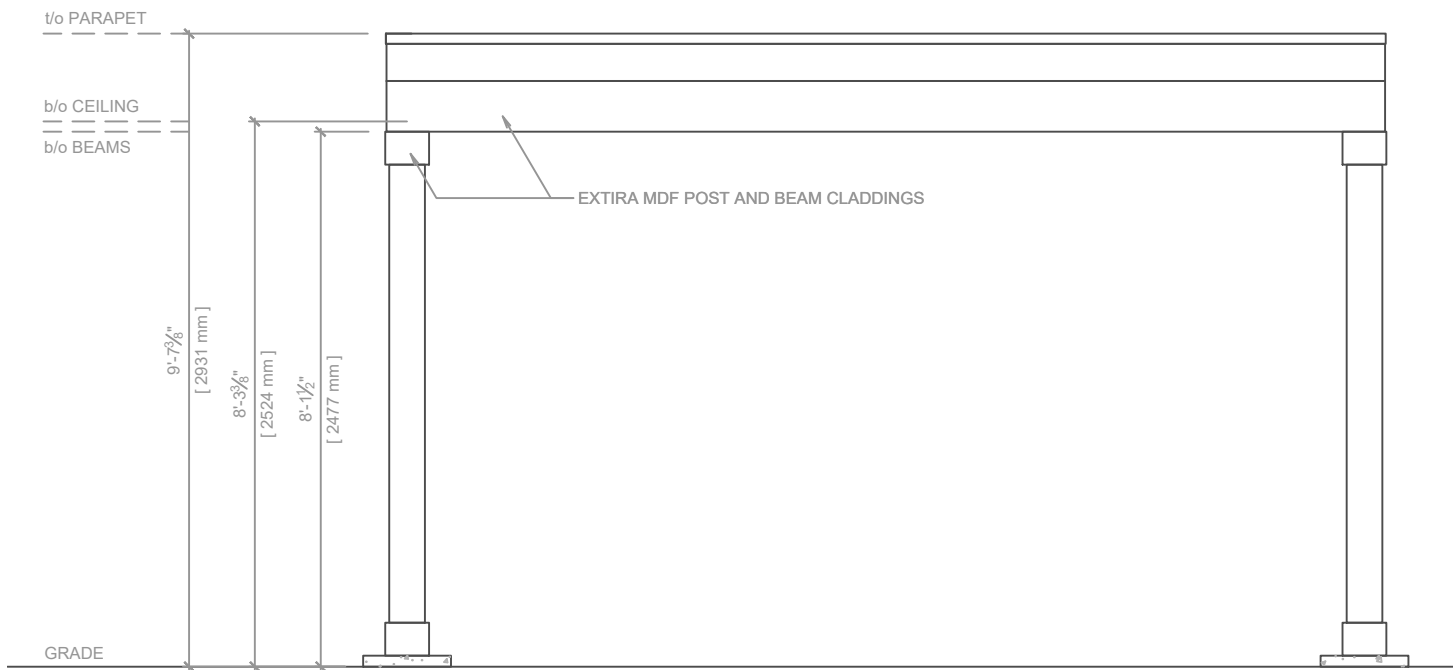 t/o PARAPET
b/o CEILING
b/o BEAMS
EXTIRA MDF POST AND BEAM CLADDINGS
9'-7⅜"
[ 2931 mm ]
8'-3⅜"
[ 2524 mm ]
8'-1½"
[ 2477 mm ]
GRADE